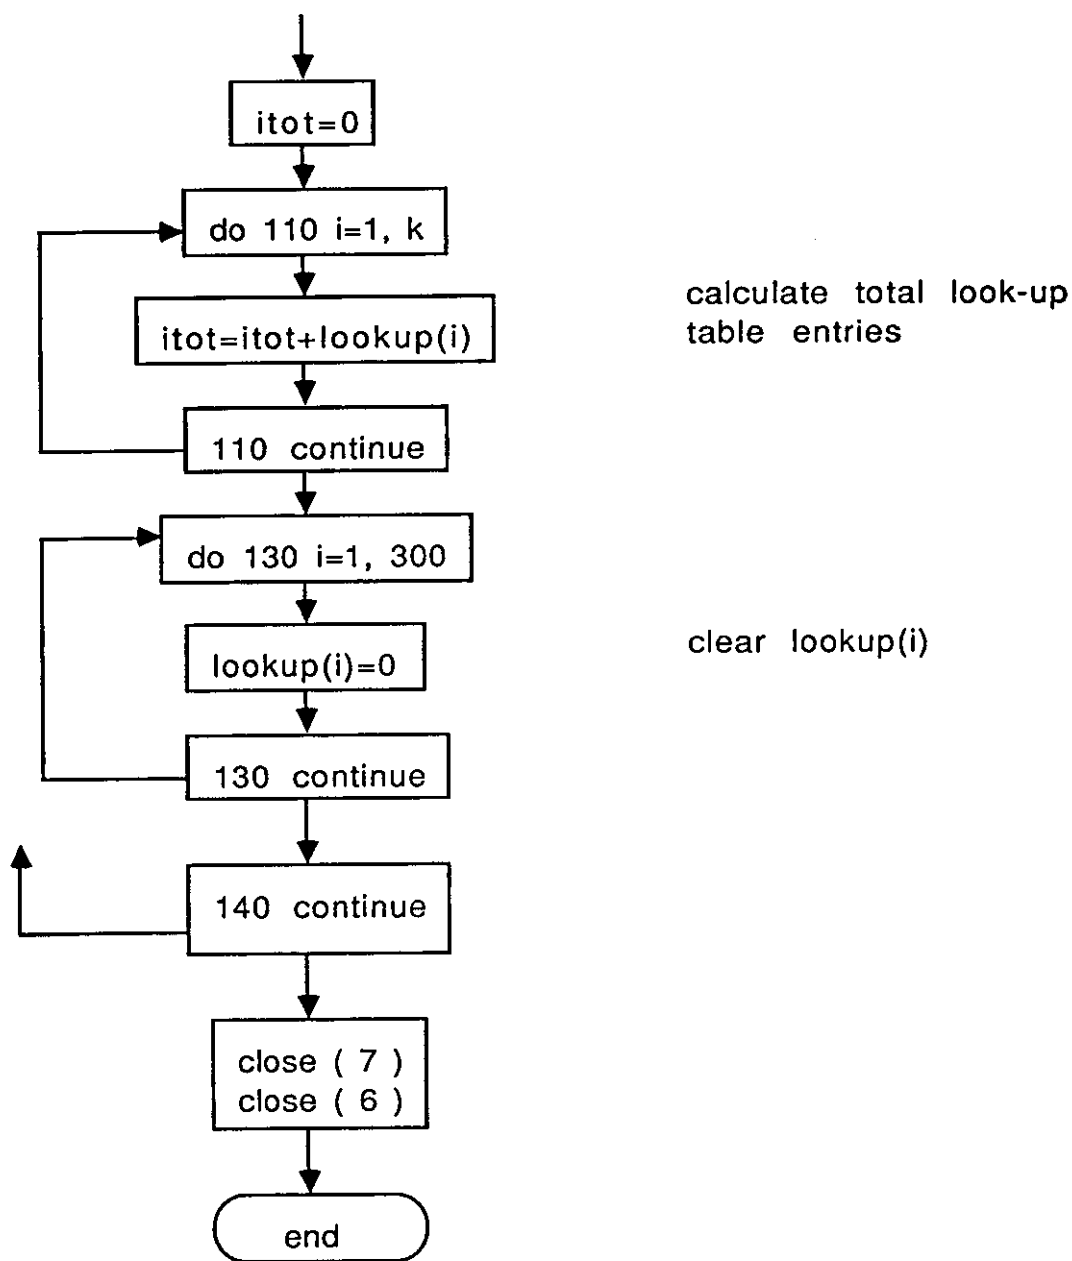 itot=0
do 110 i=1, k
calculate total look-up
table entries
itot=itot+lookup(i)
110 continue
do 130 i=1, 300
lookup(i)=0
clear lookup(i)
130 continue
140 continue
close ( 7 )
close ( 6 )
end